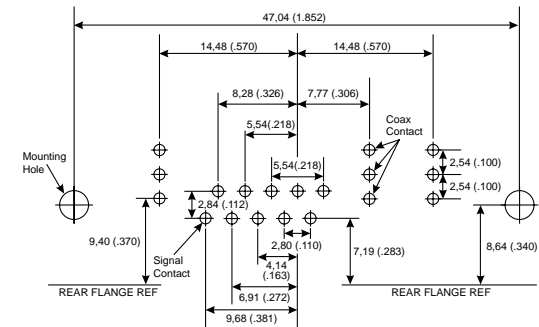 47,04 (1.852)
14,48 (.570)
14,48 (.570)
8,28 (.326)
7,77 (.306)
5,54(.218)
Coax
Contact
Mounting
Hole
5,54(.218)
2,54 (.100)
2,54 (.100)
2,84 (.112)
9,40 (.370)
Signal
Contact
2,80 (.110)
7,19 (.283)
8,64 (.340)
4,14
(.163)
REAR FLANGE REF
6,91 (.272)
REAR FLANGE REF
9,68 (.381)